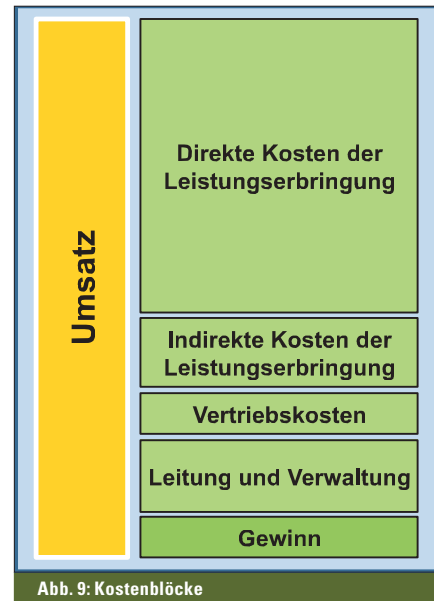 Umsatz
Direkte Kosten der
Leistungserbringung
Indirekte Kosten der
Leistungserbringung
Vertriebskosten
Leitung und Verwaltung
Gewinn
Abb. 9: Kostenblöcke